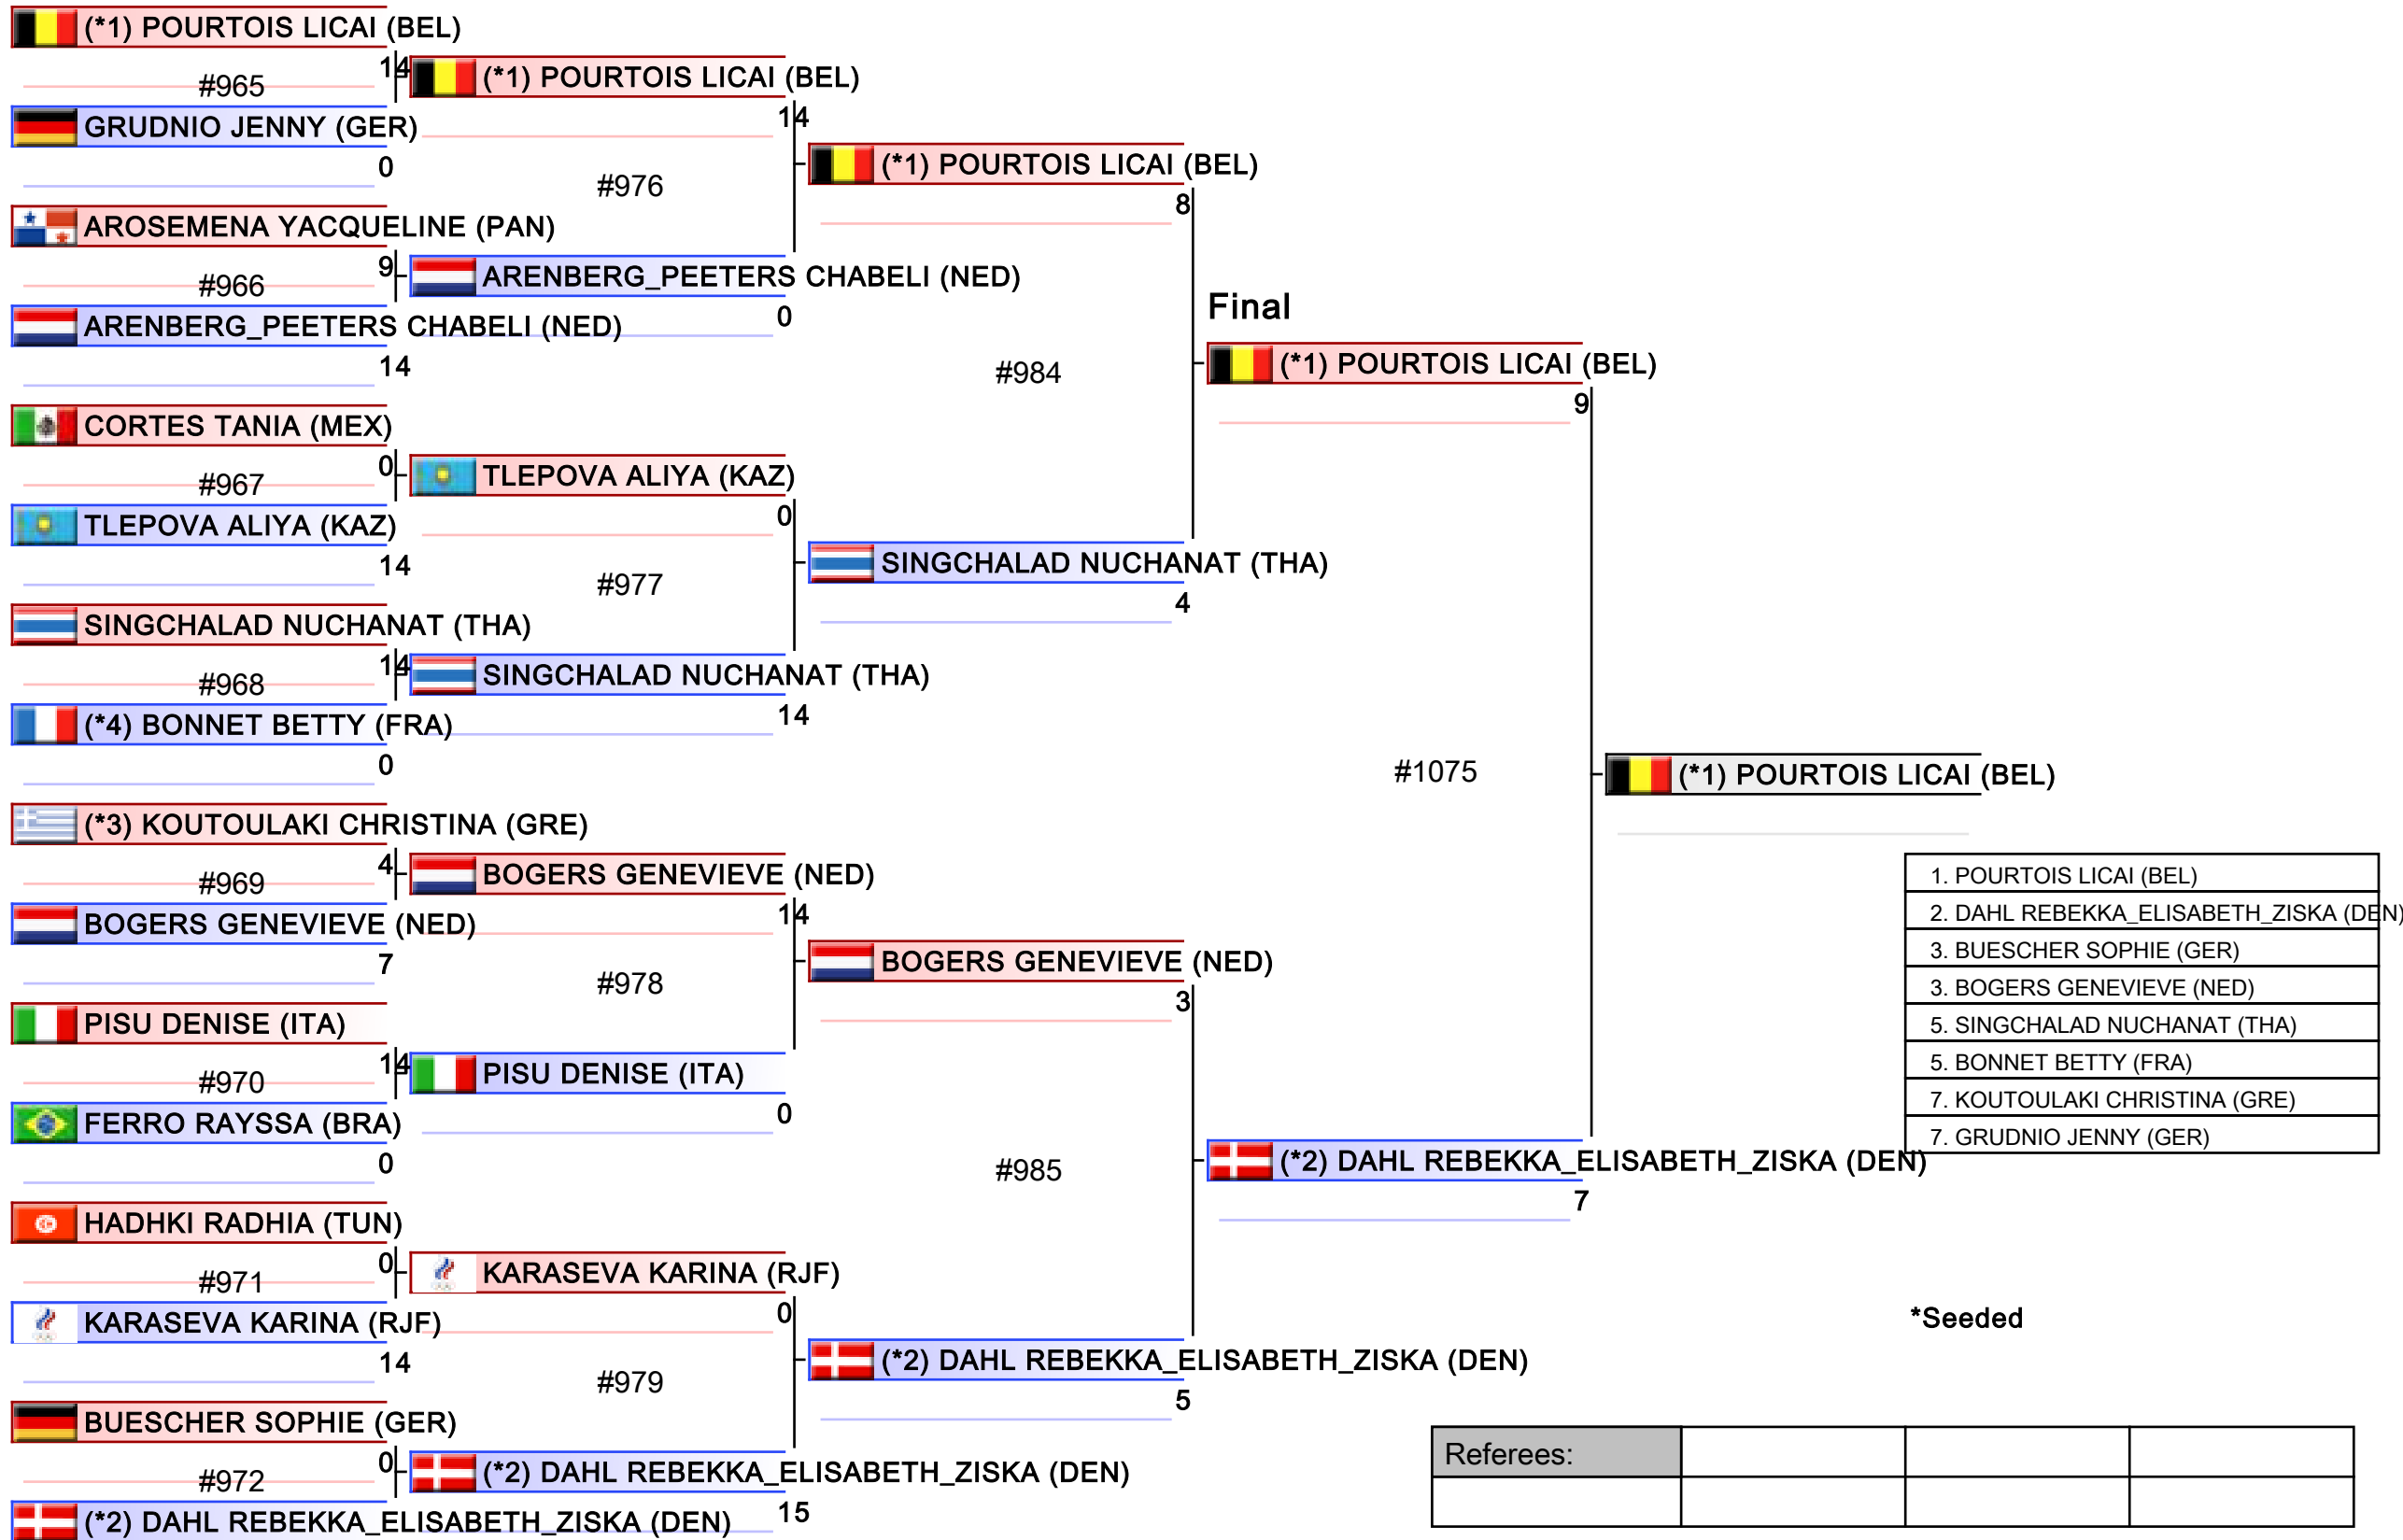 (*1) POURTOIS LICAI (BEL)
14
#965
GRUDNIO JENNY (GER)
0
AROSEMENA YACQUELINE (PAN)
9
#966
ARENBERG_PEETERS CHABELI (NED)
14
CORTES TANIA (MEX)
0
#967
TLEPOVA ALIYA (KAZ)
14
SINGCHALAD NUCHANAT (THA)
14
#968
(*4) BONNET BETTY (FRA)
0
(*3) KOUTOULAKI CHRISTINA (GRE)
4
#969
BOGERS GENEVIEVE (NED)
7
PISU DENISE (ITA)
14
#970
FERRO RAYSSA (BRA)
0
HADHKI RADHIA (TUN)
0
#971
KARASEVA KARINA (RJF)
14
BUESCHER SOPHIE (GER)
0
#972
(*2) DAHL REBEKKA_ELISABETH_ZISKA (DEN)
(*1) POURTOIS LICAI (BEL)
14
#976
ARENBERG_PEETERS CHABELI (NED)
0
TLEPOVA ALIYA (KAZ)
0
#977
SINGCHALAD NUCHANAT (THA)
14
BOGERS GENEVIEVE (NED)
14
#978
PISU DENISE (ITA)
0
KARASEVA KARINA (RJF)
0
#979
(*2) DAHL REBEKKA_ELISABETH_ZISKA (DEN)
15
(*1) POURTOIS LICAI (BEL)
8
#984
SINGCHALAD NUCHANAT (THA)
4
BOGERS GENEVIEVE (NED)
3
#985
(*2) DAHL REBEKKA_ELISABETH_ZISKA (DEN)
5
Final
(*1) POURTOIS LICAI (BEL)
9
#1075
(*2) DAHL REBEKKA_ELISABETH_ZISKA (DEN)
7
(*1) POURTOIS LICAI (BEL)
1. POURTOIS LICAI (BEL)
2. DAHL REBEKKA_ELISABETH_ZISKA (DEN)
3. BUESCHER SOPHIE (GER)
3. BOGERS GENEVIEVE (NED)
5. SINGCHALAD NUCHANAT (THA)
5. BONNET BETTY (FRA)
7. KOUTOULAKI CHRISTINA (GRE)
7. GRUDNIO JENNY (GER)
*Seeded
Referees: